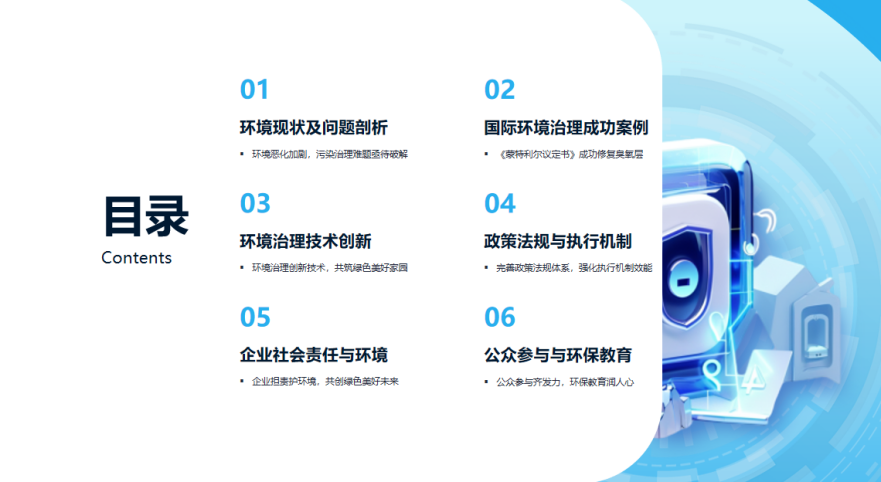 目录
Contents
01
环境现状及问题剖析
▪ 环境恶化加剧，污染治理难题亟待破解
02
国际环境治理成功案例
▪ 《蒙特利尔议定书》成功修复臭氧层
03
环境治理技术创新
▪ 环境治理创新技术，共筑绿色美好家园
04
政策法规与执行机制
▪ 完善政策法规体系，强化执行机制效能
05
企业社会责任与环境
▪ 企业担责护环境，共创绿色美好未来
06
公众参与与环保教育
▪ 公众参与齐发力，环保教育润人心